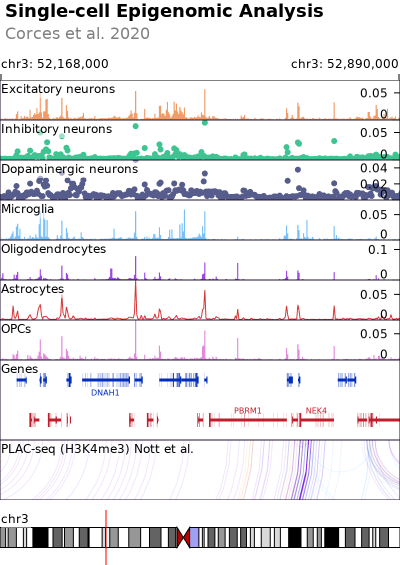 Single-cell Epigenomic Analysis
Corces et al. 2020
chr3: 52,168,000 chr3: 52,890,000
Excitatory neurons 0.05
0
Inhibitory neurons 0.05
0
Dopaminergic neurons 0.04
0.02
0
Microglia 0.05
0
Oligodendrocytes 0.1
0
Astrocytes 0.05
0
OPCs 0.05
0
Genes
DNAH1
PBRM1 NEK4
PLAC-seq (H3K4me3) Nott et al.
chr3